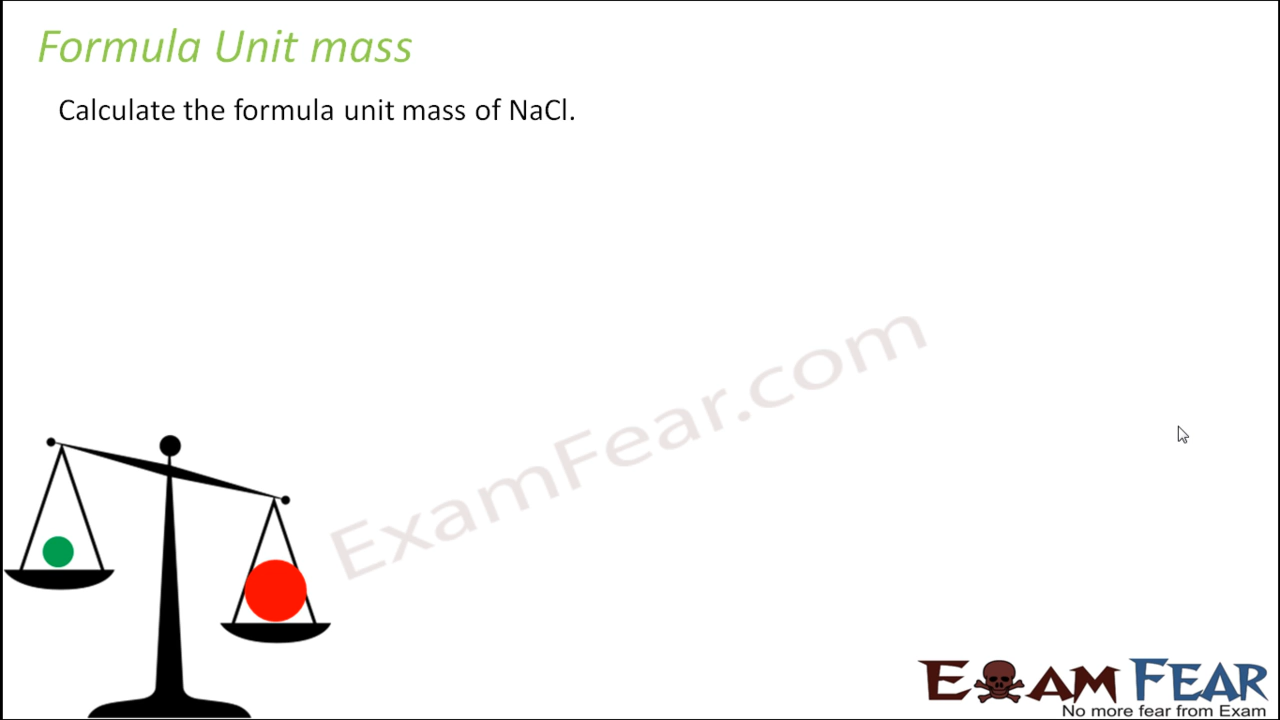 Formula Unit mass
Calculate the formula unit mass of NaCl.
ExamFear.com
EXAM FEAR
No more fear from Exam